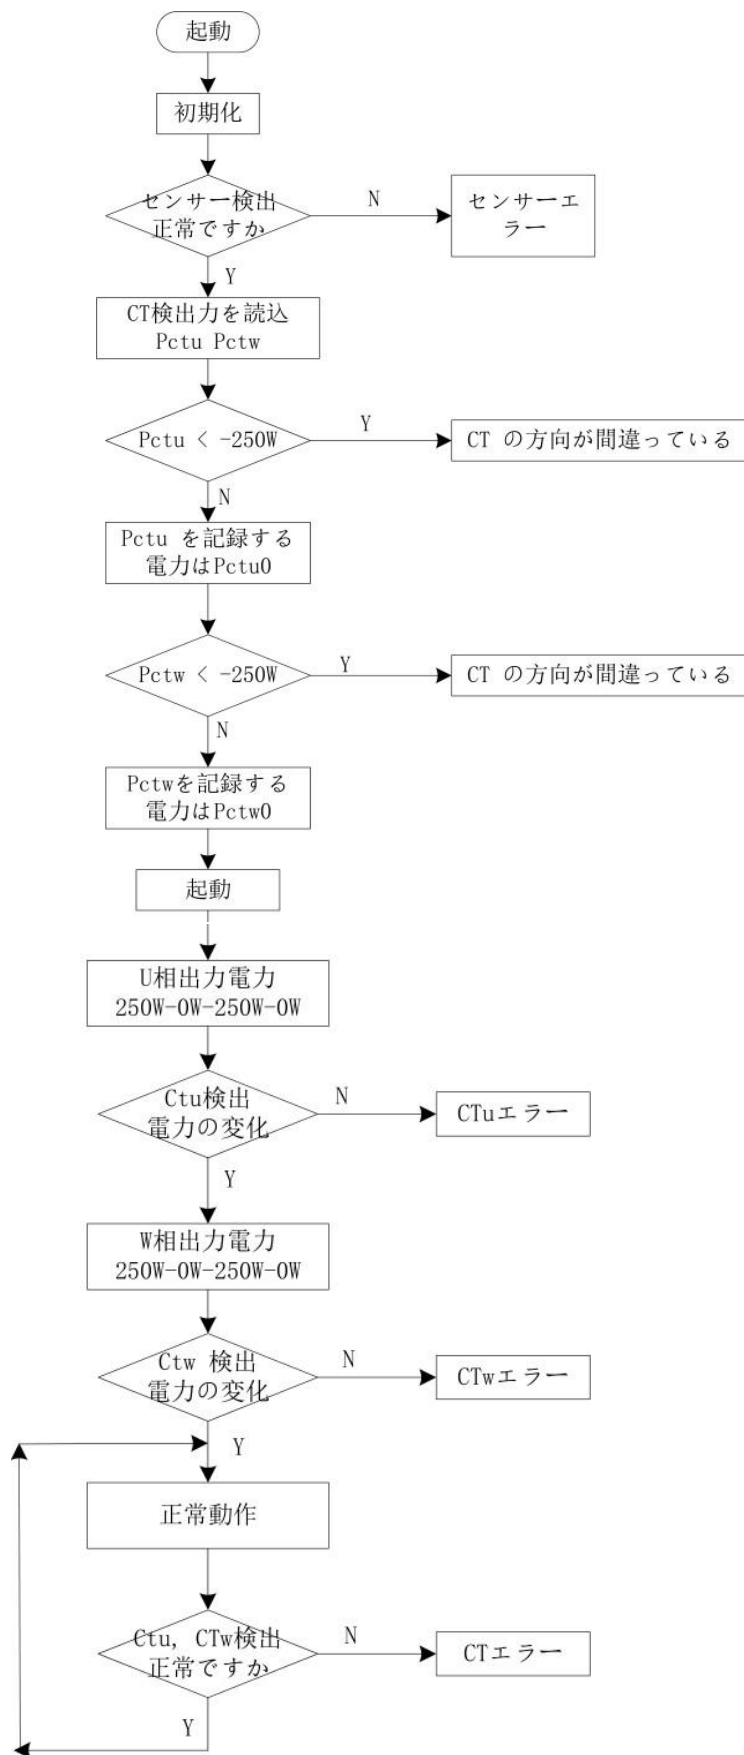 起動
初期化
センサー検出
正常ですか
N
センサーエ
ラー
Y
CT検出力を読込
Pctu Pctw
Pctu < -250W
Y
CT の方向が間違っている
N
Pctu を記録する
電力はPctu0
Pctw < -250W
Y
CT の方向が間違っている
N
Pctwを記録する
電力はPctw0
起動
U相出力電力
250W-0W-250W-0W
Ctu検出
電力の変化
N
CTuエラー
Y
W相出力電力
250W-0W-250W-0W
Ctw 検出
電力の変化
N
CTwエラー
Y
正常動作
Ctu, CTw検出
正常ですか
N
CTエラー
Y